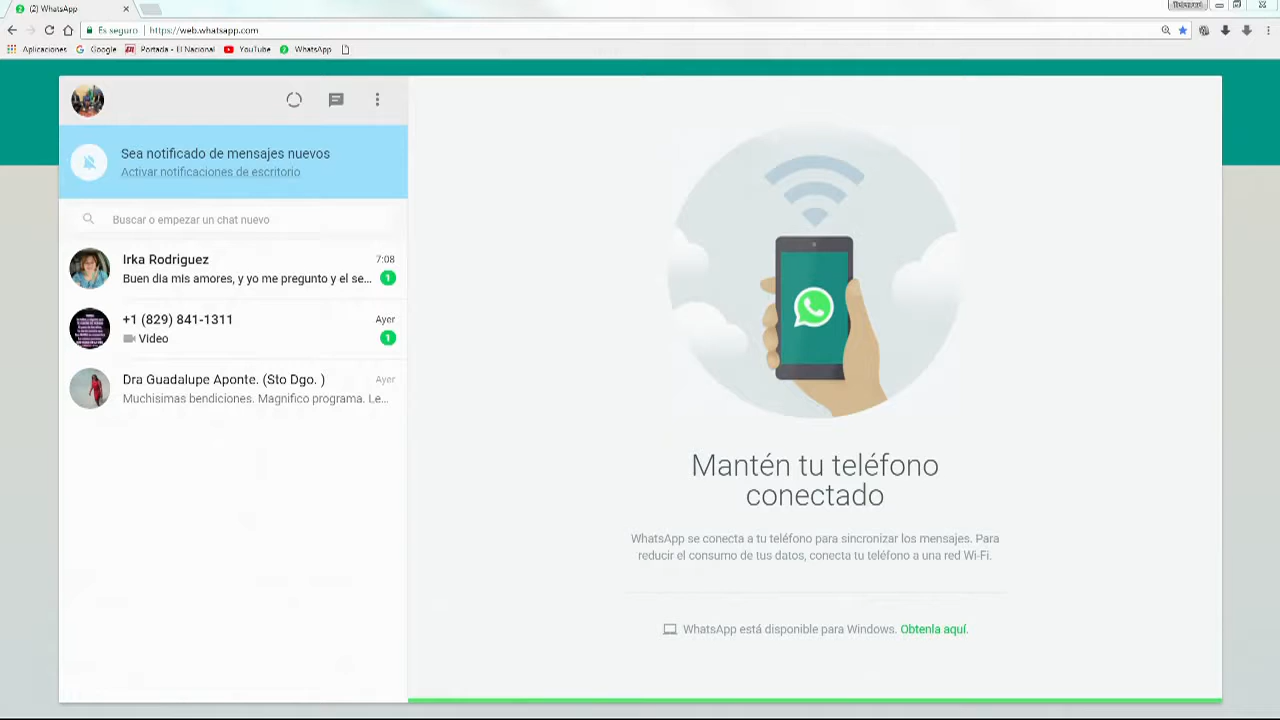 (2) WhatsApp
Es seguro | https://web.whatsapp.com
Aplicaciones Google Portada - El Nacional YouTube WhatsApp
Sea notificado de mensajes nuevos
Activar notificaciones de escritorio
Buscar o empezar un chat nuevo
Irka Rodriguez 7:08
Buen dia mis amores, y yo me pregunto y el se... 1
+1 (829) 841-1311 Ayer
Video 1
Dra Guadalupe Aponte. (Sto Dgo. ) Ayer
Muchisimas bendiciones. Magnifico programa. Le...
Mantén tu teléfono
conectado
WhatsApp se conecta a tu teléfono para sincronizar los mensajes. Para
reducir el consumo de tus datos, conecta tu teléfono a una red Wi-Fi.
WhatsApp está disponible para Windows. Obtenla aquí.